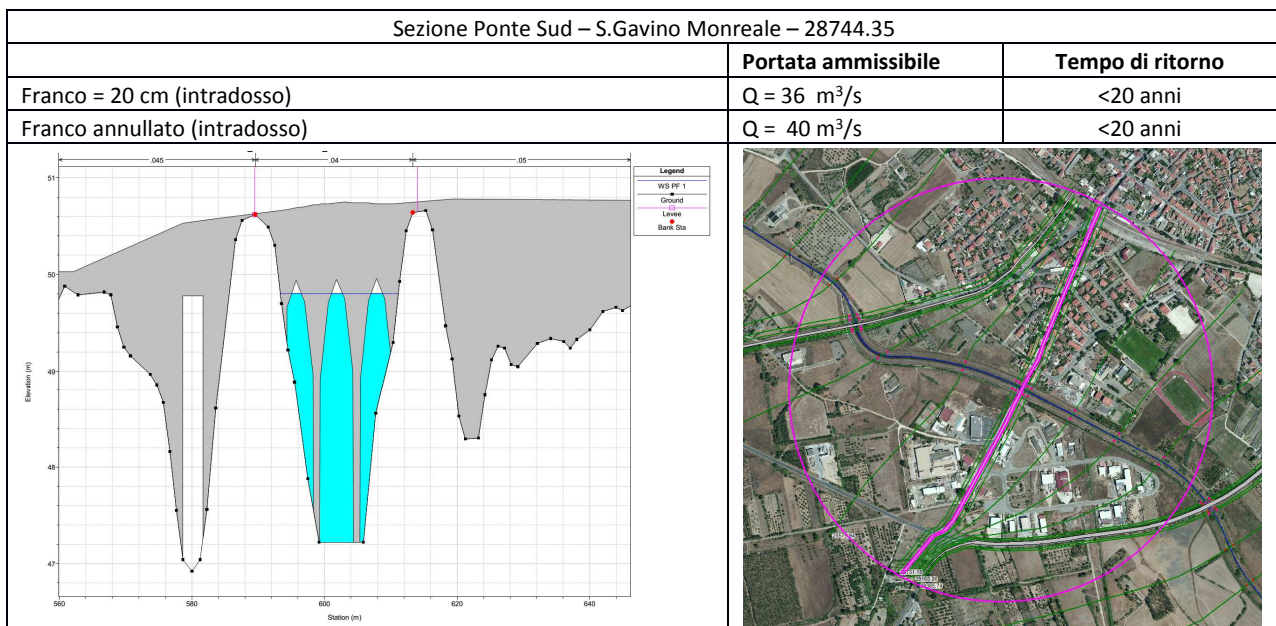 Sezione Ponte Sud – S.Gavino Monreale – 28744.35
Portata ammissibile Tempo di ritorno
Franco = 20 cm (intradosso) Q = 36 m³/s <20 anni
Franco annullato (intradosso) Q = 40 m³/s <20 anni
.045 .04 .05
Legend
WS PF 1
Ground
Levee
Bank Sta
51
50
49
48
47
Elevation (m)
560 580 600 620 640
Station (m)